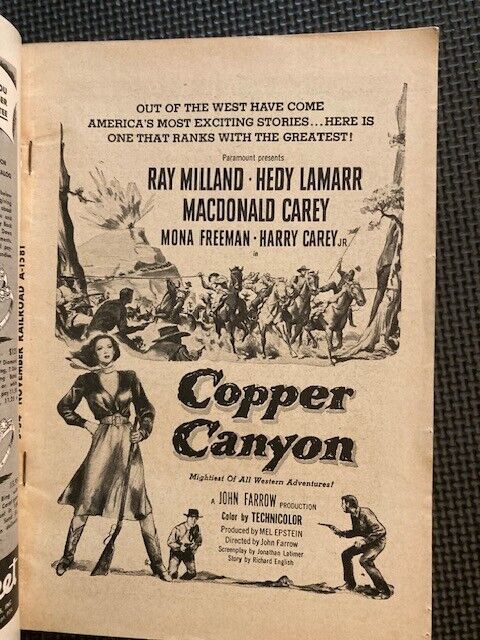 OUT OF THE WEST HAVE COME
AMERICA'S MOST EXCITING STORIES...HERE IS
ONE THAT RANKS WITH THE GREATEST!
Paramount presents
RAY MILLAND · HEDY LAMARR
MACDONALD CAREY
MONA FREEMAN · HARRY CAREY JR.
in
Copper
Canyon
Mightiest Of All Western Adventures!
A JOHN FARROW PRODUCTION
Color by TECHNICOLOR
Produced by MEL EPSTEIN
Directed by John Farrow
Screenplay by Jonathan Latimer
Story by Richard English
NOVEMBER RAILROAD A-1581